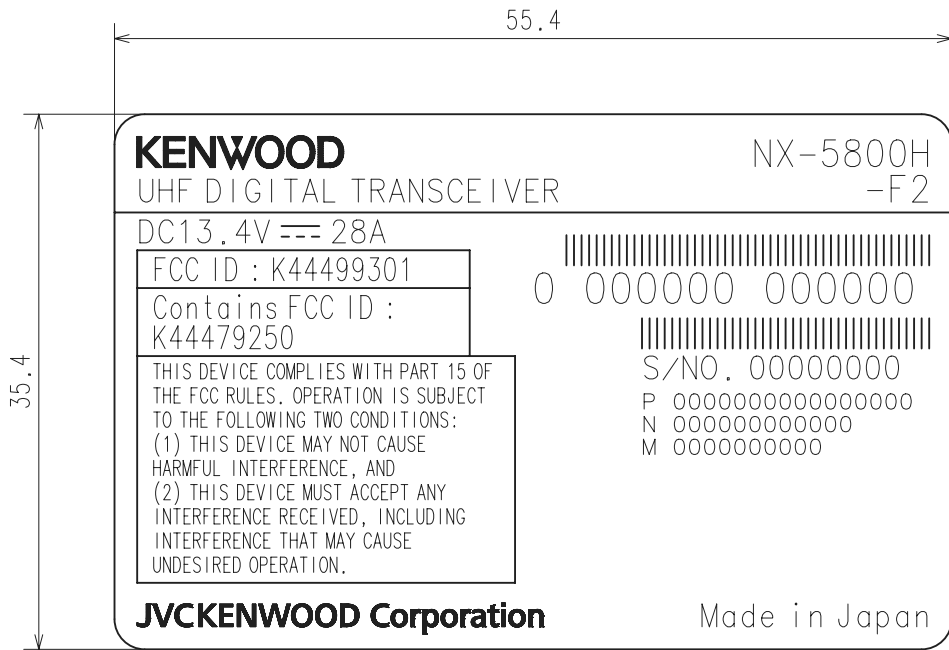 55.4
35.4
KENWOOD
NX-5800H
-F2
UHF DIGITAL TRANSCEIVER
DC13.4V ⎓ 28A
FCC ID : K44499301
Contains FCC ID :
K44479250
THIS DEVICE COMPLIES WITH PART 15 OF
THE FCC RULES. OPERATION IS SUBJECT
TO THE FOLLOWING TWO CONDITIONS:
(1) THIS DEVICE MAY NOT CAUSE
HARMFUL INTERFERENCE, AND
(2) THIS DEVICE MUST ACCEPT ANY
INTERFERENCE RECEIVED, INCLUDING
INTERFERENCE THAT MAY CAUSE
UNDESIRED OPERATION.
0 000000 000000
S/NO. 00000000
P 0000000000000000
N 000000000000
M 0000000000
JVCKENWOOD Corporation
Made in Japan